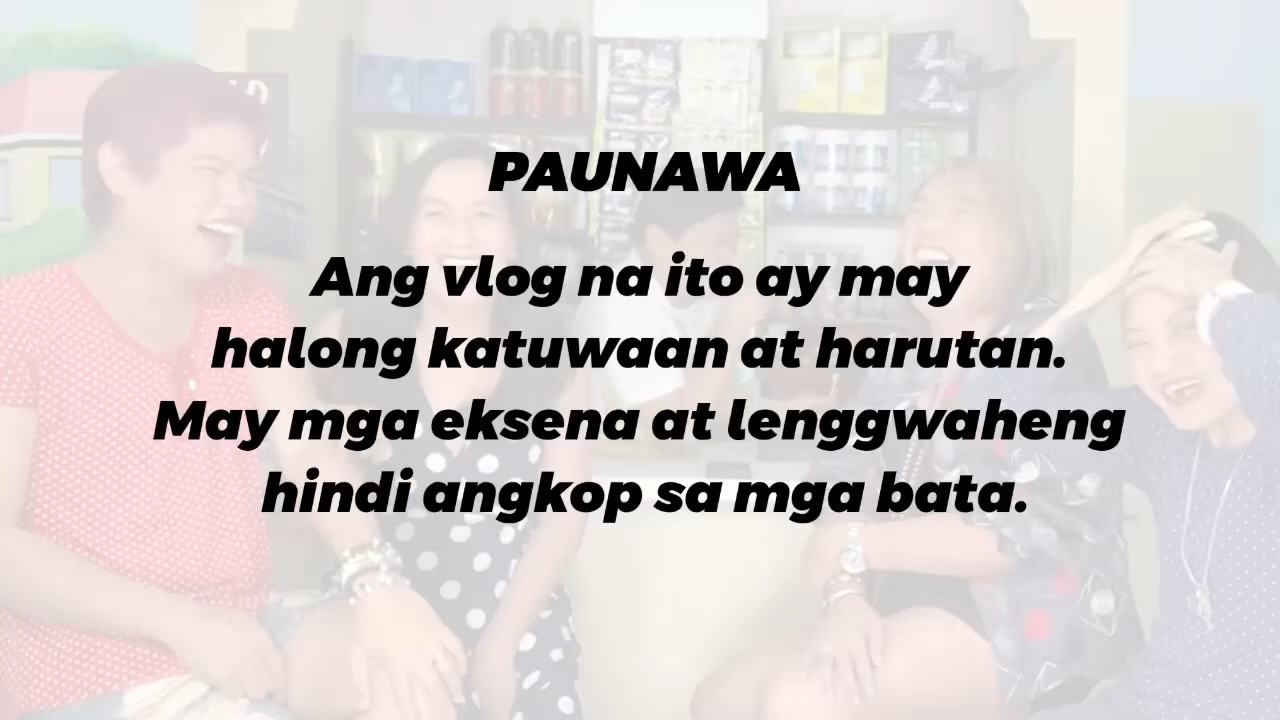 PAUNAWA
Ang vlog na ito ay may
halong katuwaan at harutan.
May mga eksena at lenggwaheng
hindi angkop sa mga bata.